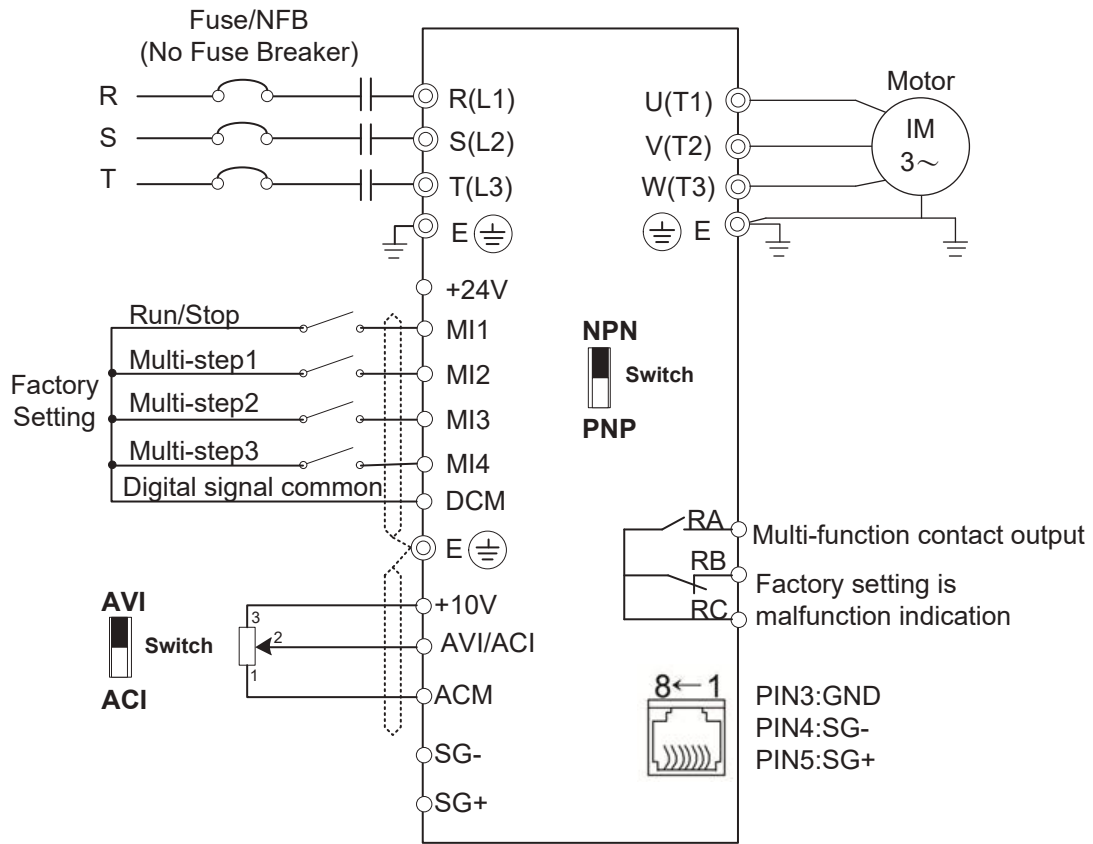 Fuse/NFB
(No Fuse Breaker)
R
S
T
R(L1)
S(L2)
T(L3)
E
U(T1)
V(T2)
W(T3)
E
Motor
IM
3~
+24V
Run/Stop
MI1
Multi-step1
MI2
Multi-step2
MI3
Multi-step3
MI4
Digital signal common
DCM
Factory
Setting
E
NPN
Switch
PNP
RA
RB
RC
Multi-function contact output
Factory setting is
malfunction indication
AVI
Switch
ACI
3
2
1
+10V
AVI/ACI
ACM
SG-
SG+
8←1
PIN3:GND
PIN4:SG-
PIN5:SG+